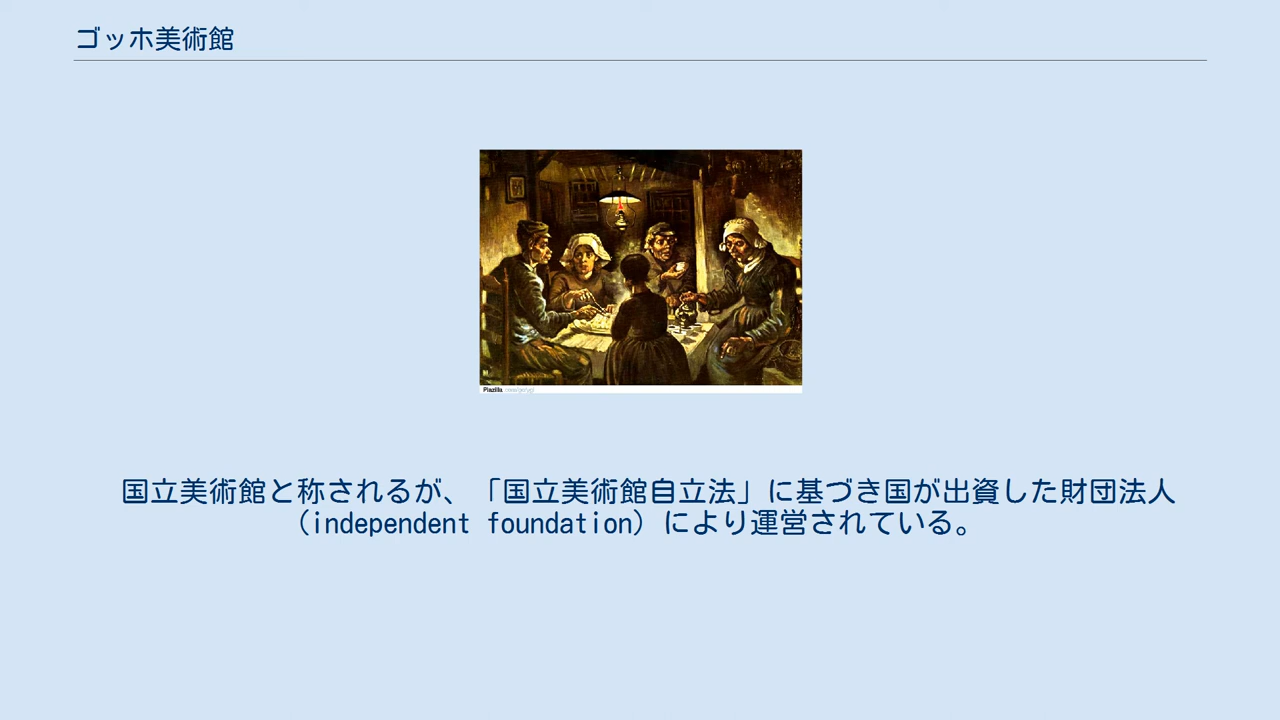 ゴッホ美術館
Plazilla
国立美術館と称されるが、「国立美術館自立法」に基づき国が出資した財団法人
(independent foundation) により運営されている。